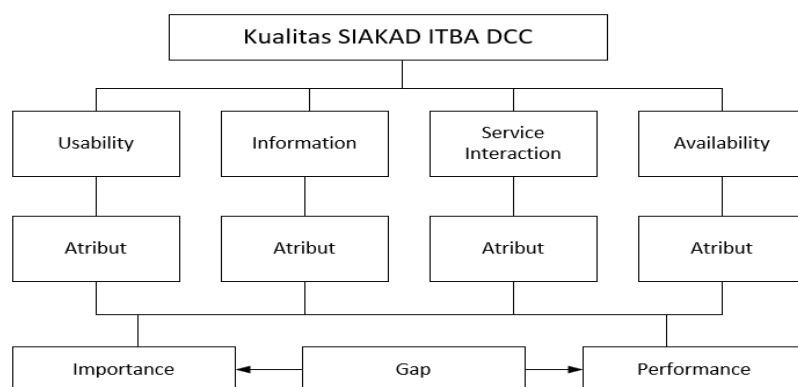 Kualitas SIAKAD ITBA DCC
Usability
Information
Service
Interaction
Availability
Atribut
Atribut
Atribut
Atribut
Importance
Gap
Performance